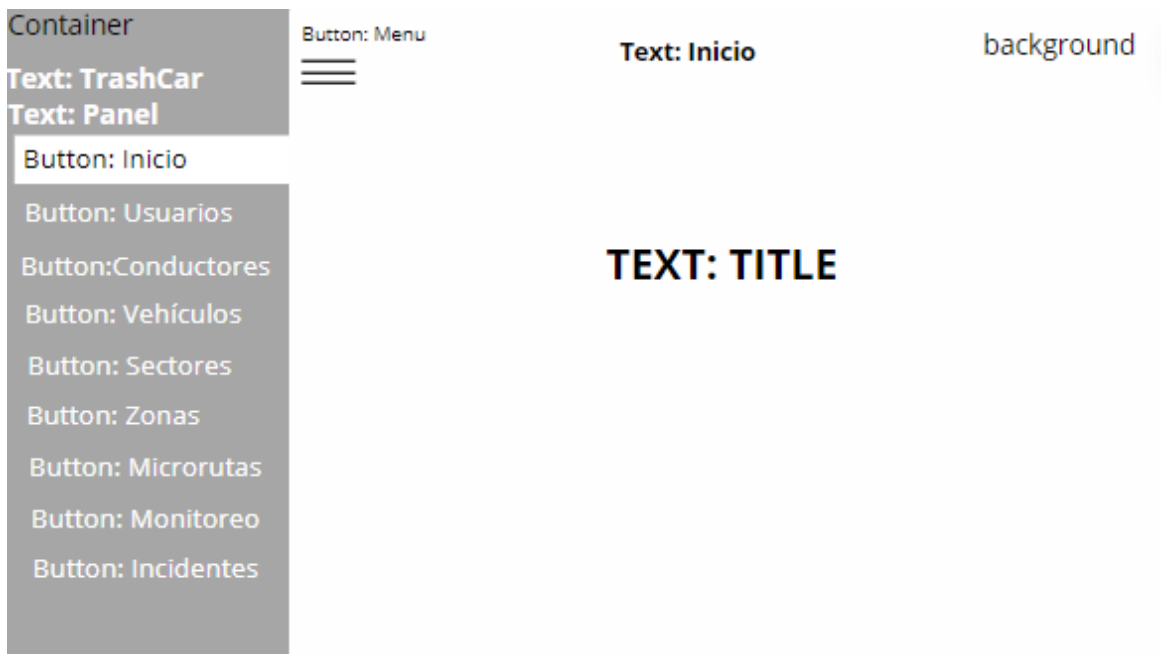 Container
Text: TrashCar
Text: Panel
Button: Inicio
Button: Usuarios
Button:Conductores
Button: Vehículos
Button: Sectores
Button: Zonas
Button: Microrutas
Button: Monitoreo
Button: Incidentes
Button: Menu
Text: Inicio
background
TEXT: TITLE